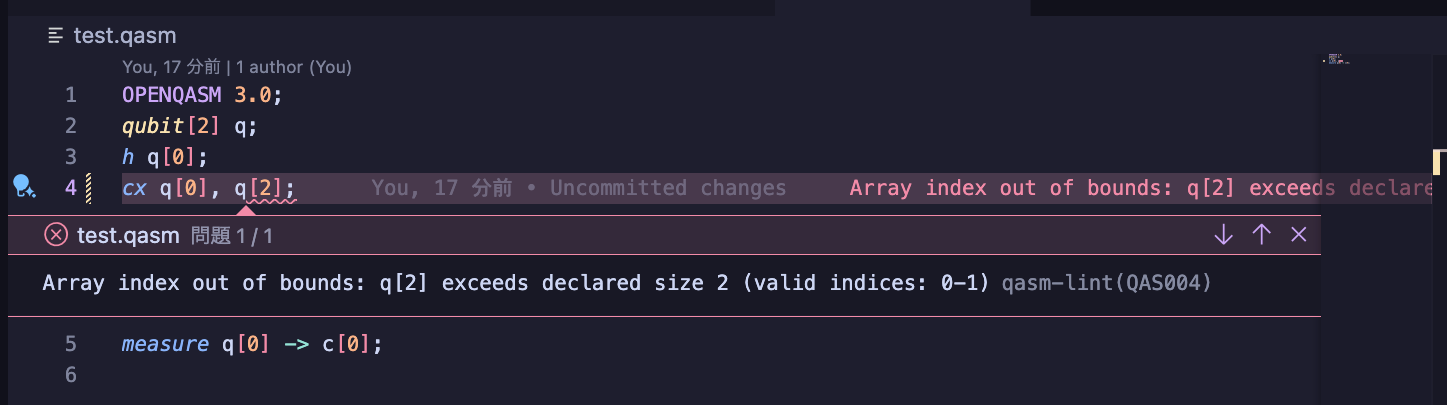 test.qasm
You, 17 分前 | 1 author (You)
1 OPENQASM 3.0;
2 qubit[2] q;
3 h q[0];
4 cx q[0], q[2]; You, 17 分前 • Uncommitted changes Array index out of bounds: q[2] exceeds declare
test.qasm 問題 1 / 1
Array index out of bounds: q[2] exceeds declared size 2 (valid indices: 0-1) qasm-lint(QAS004)
5 measure q[0] -> c[0];
6